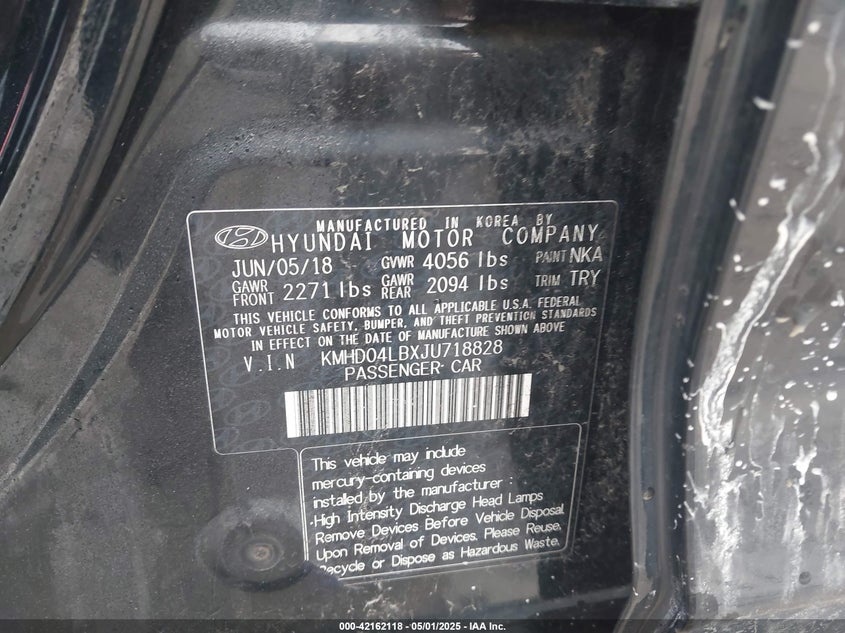 MANUFACTURED IN KOREA BY
HYUNDAI MOTOR COMPANY
JUN/05/18 GVWR 4056 lbs PAINT NKA
GAWR FRONT 2271 lbs GAWR REAR 2094 lbs TRIM TRY
THIS VEHICLE CONFORMS TO ALL APPLICABLE U.S.A. FEDERAL
MOTOR VEHICLE SAFETY, BUMPER, AND THEFT PREVENTION STANDARDS
IN EFFECT ON THE DATE OF MANUFACTURE SHOWN ABOVE
V.I.N KMHD04LBXJU718828
PASSENGER CAR
This vehicle may include
mercury-containing devices
installed by the manufacturer :
-High Intensity Discharge Head Lamps
Remove Devices Before Vehicle Disposal.
Upon Removal of Devices, Please Reuse,
Recycle or Dispose as Hazardous Waste.
000-42162118 - 05/01/2025 - IAA Inc.